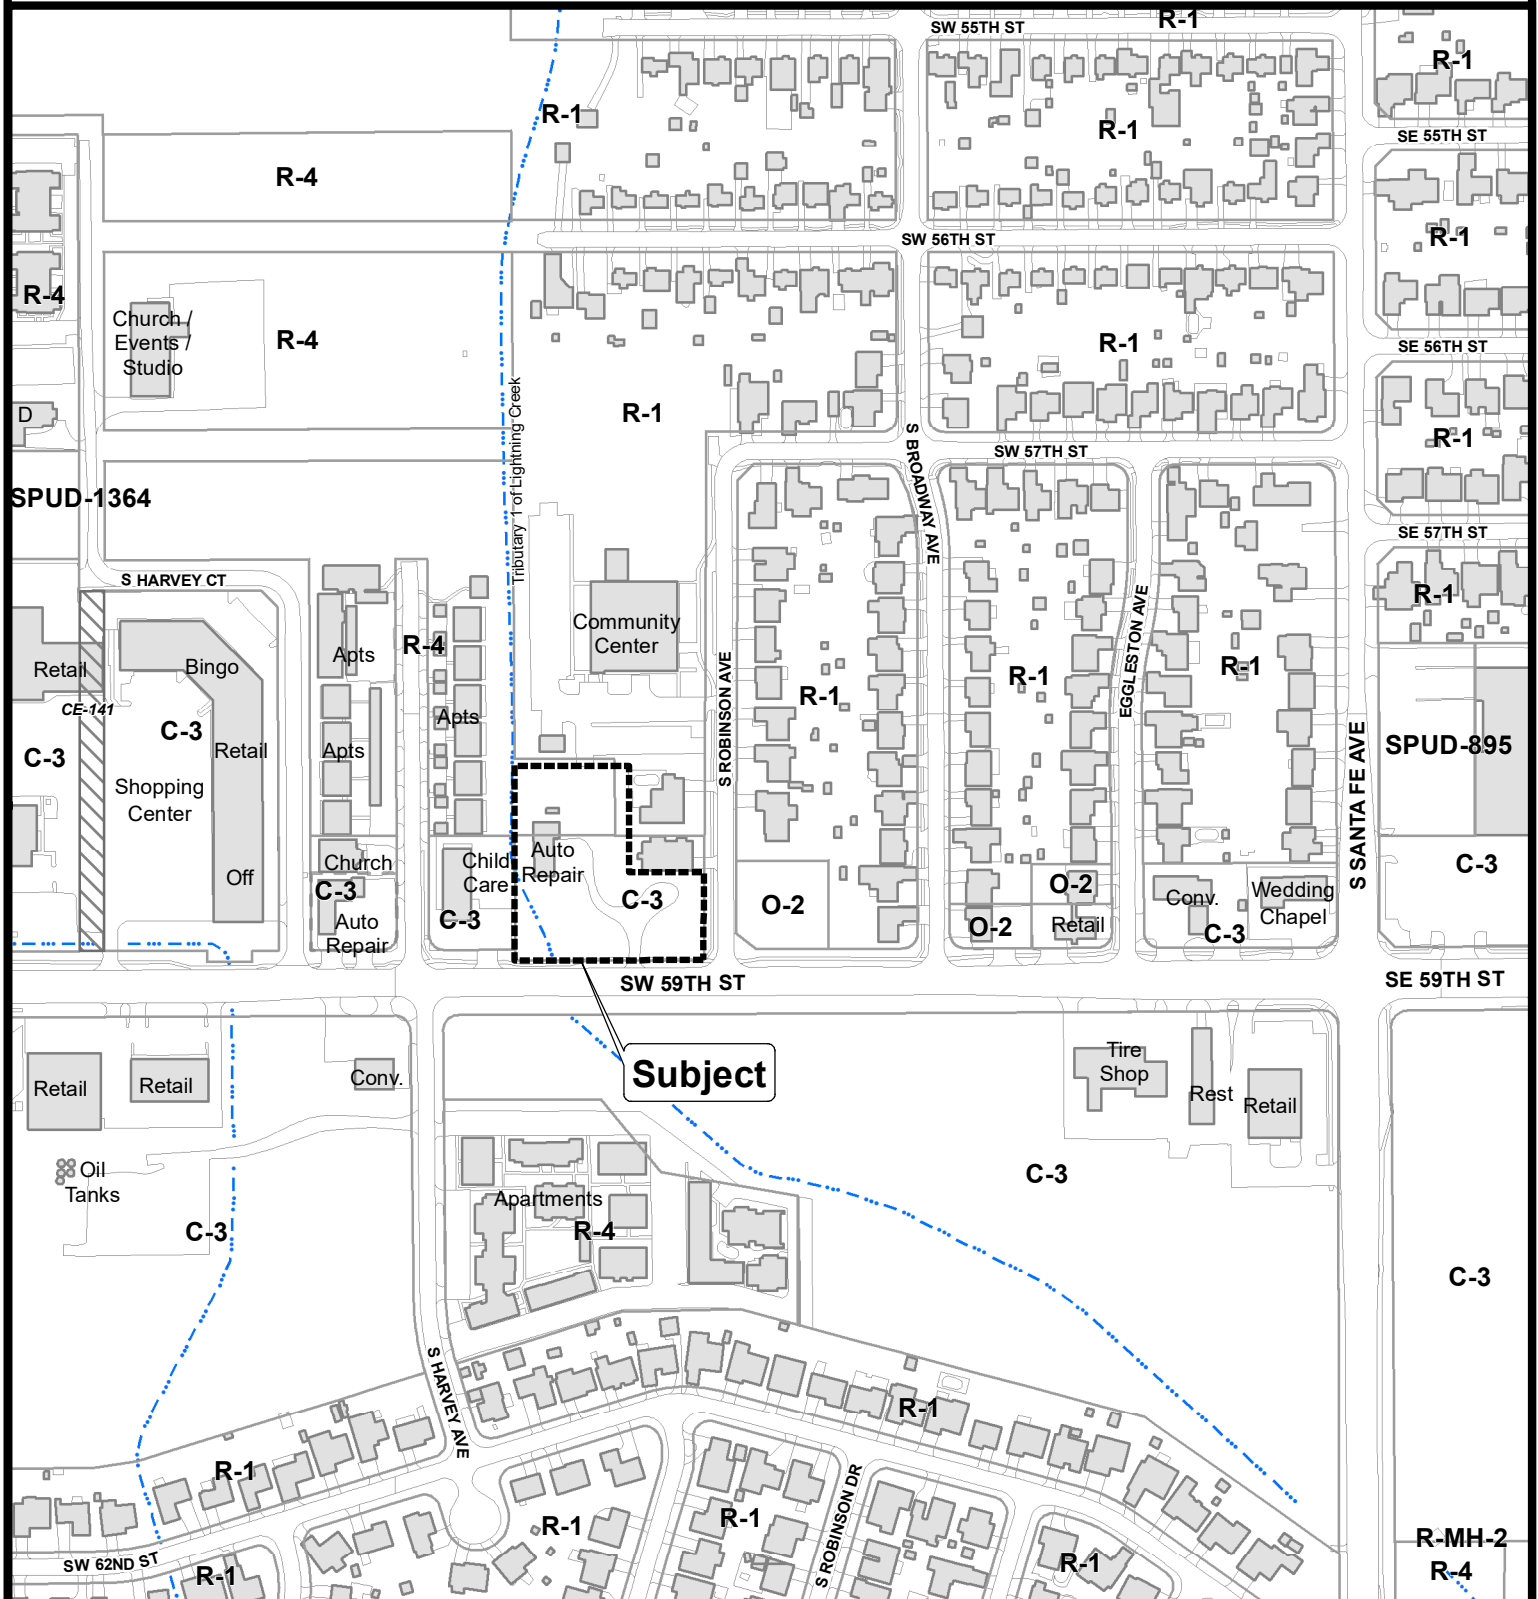 R-1
SW 55TH ST
R-1
R-1
R-1
SE 55TH ST
R-4
SW 56TH ST
R-1
R-4
Church /
Events /
Studio
R-4
R-1
SE 56TH ST
Tributary 1 of Lightning Creek
D
R-1
S BROADWAY AVE
SW 57TH ST
R-1
SPUD-1364
SE 57TH ST
S HARVEY CT
R-1
Community
Center
EGGLESTON AVE
Retail
Bingo
Apts
R-4
S ROBINSON AVE
R-1
R-1
R-1
CE-141
C-3
Apts
C-3
Retail
Apts
S SANTA FE AVE
SPUD-895
Shopping
Center
Church
Child
Care
Auto
Repair
C-3
Off
C-3
C-3
Auto
Repair
C-3
O-2
O-2
O-2
Retail
Conv.
Wedding
Chapel
C-3
C-3
SW 59TH ST
SE 59TH ST
Subject
Retail
Retail
Conv.
Tire
Shop
Rest
Retail
Oil
Tanks
C-3
Apartments
R-4
C-3
C-3
S HARVEY AVE
R-1
R-1
R-1
R-1
S ROBINSON DR
R-1
SW 62ND ST
R-1
R-MH-2
R-4